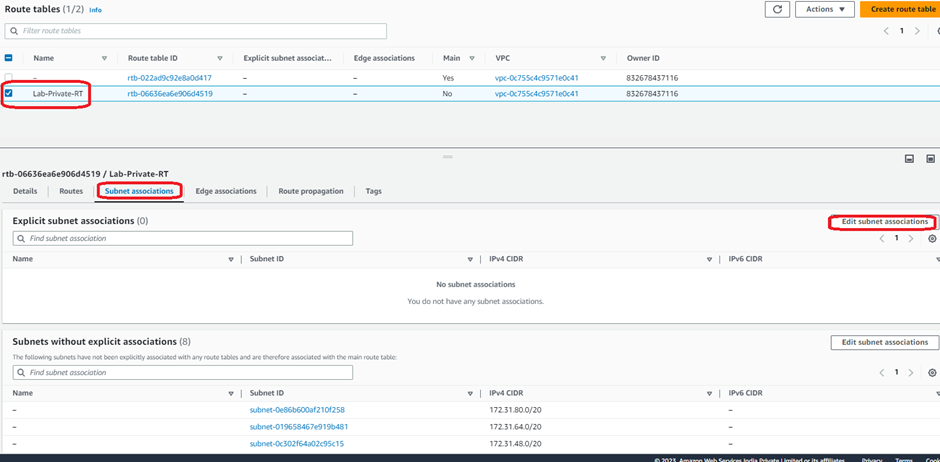 Route tables (1/2) Info
Actions ▼
Create route table
Filter route tables
1
Name
Route table ID
Explicit subnet associat...
Edge associations
Main
VPC
Owner ID
– rtb-022ad9c92e8a0d417 – – Yes vpc-0c755c4c9571e0c41 832678437116
Lab-Private-RT rtb-06636ea6e906d4519 – – No vpc-0c755c4c9571e0c41 832678437116
rtb-06636ea6e906d4519 / Lab-Private-RT
Details
Routes
Subnet associations
Edge associations
Route propagation
Tags
Explicit subnet associations (0)
Edit subnet associations
Find subnet association
1
Name
Subnet ID
IPv4 CIDR
IPv6 CIDR
No subnet associations
You do not have any subnet associations.
Subnets without explicit associations (8)
Edit subnet associations
The following subnets have not been explicitly associated with any route tables and are therefore associated with the main route table:
Find subnet association
1
Name
Subnet ID
IPv4 CIDR
IPv6 CIDR
– subnet-0e86b600af210f258 172.31.80.0/20 –
– subnet-019658467e919b481 172.31.64.0/20 –
– subnet-0c302f64a02c95c15 172.31.48.0/20 –
© 2023, Amazon Web Services India Private Limited or its affiliates. Privacy Terms